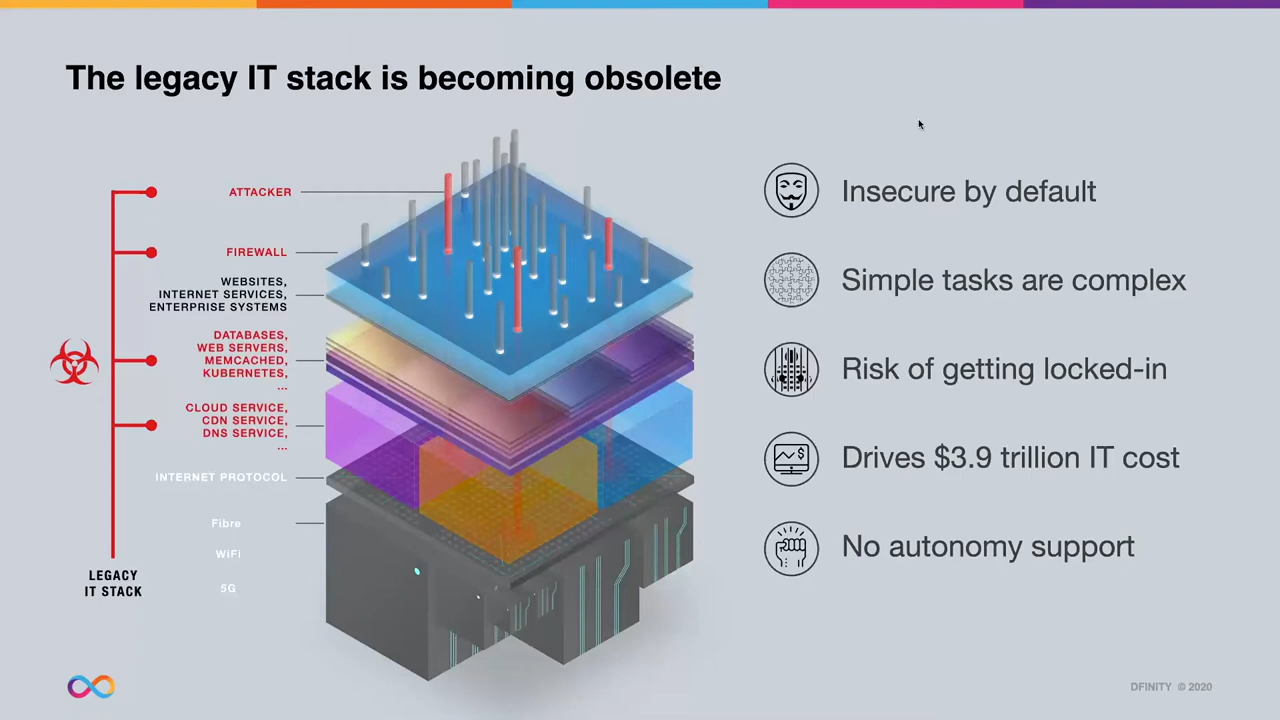 The legacy IT stack is becoming obsolete
ATTACKER
FIREWALL
WEBSITES,
INTERNET SERVICES,
ENTERPRISE SYSTEMS
DATABASES,
WEB SERVERS,
MEMCACHED,
KUBERNETES,
...
CLOUD SERVICE,
CDN SERVICE,
DNS SERVICE,
...
INTERNET PROTOCOL
Fibre
WiFi
5G
LEGACY
IT STACK
Insecure by default
Simple tasks are complex
Risk of getting locked-in
Drives $3.9 trillion IT cost
No autonomy support
DFINITY © 2020